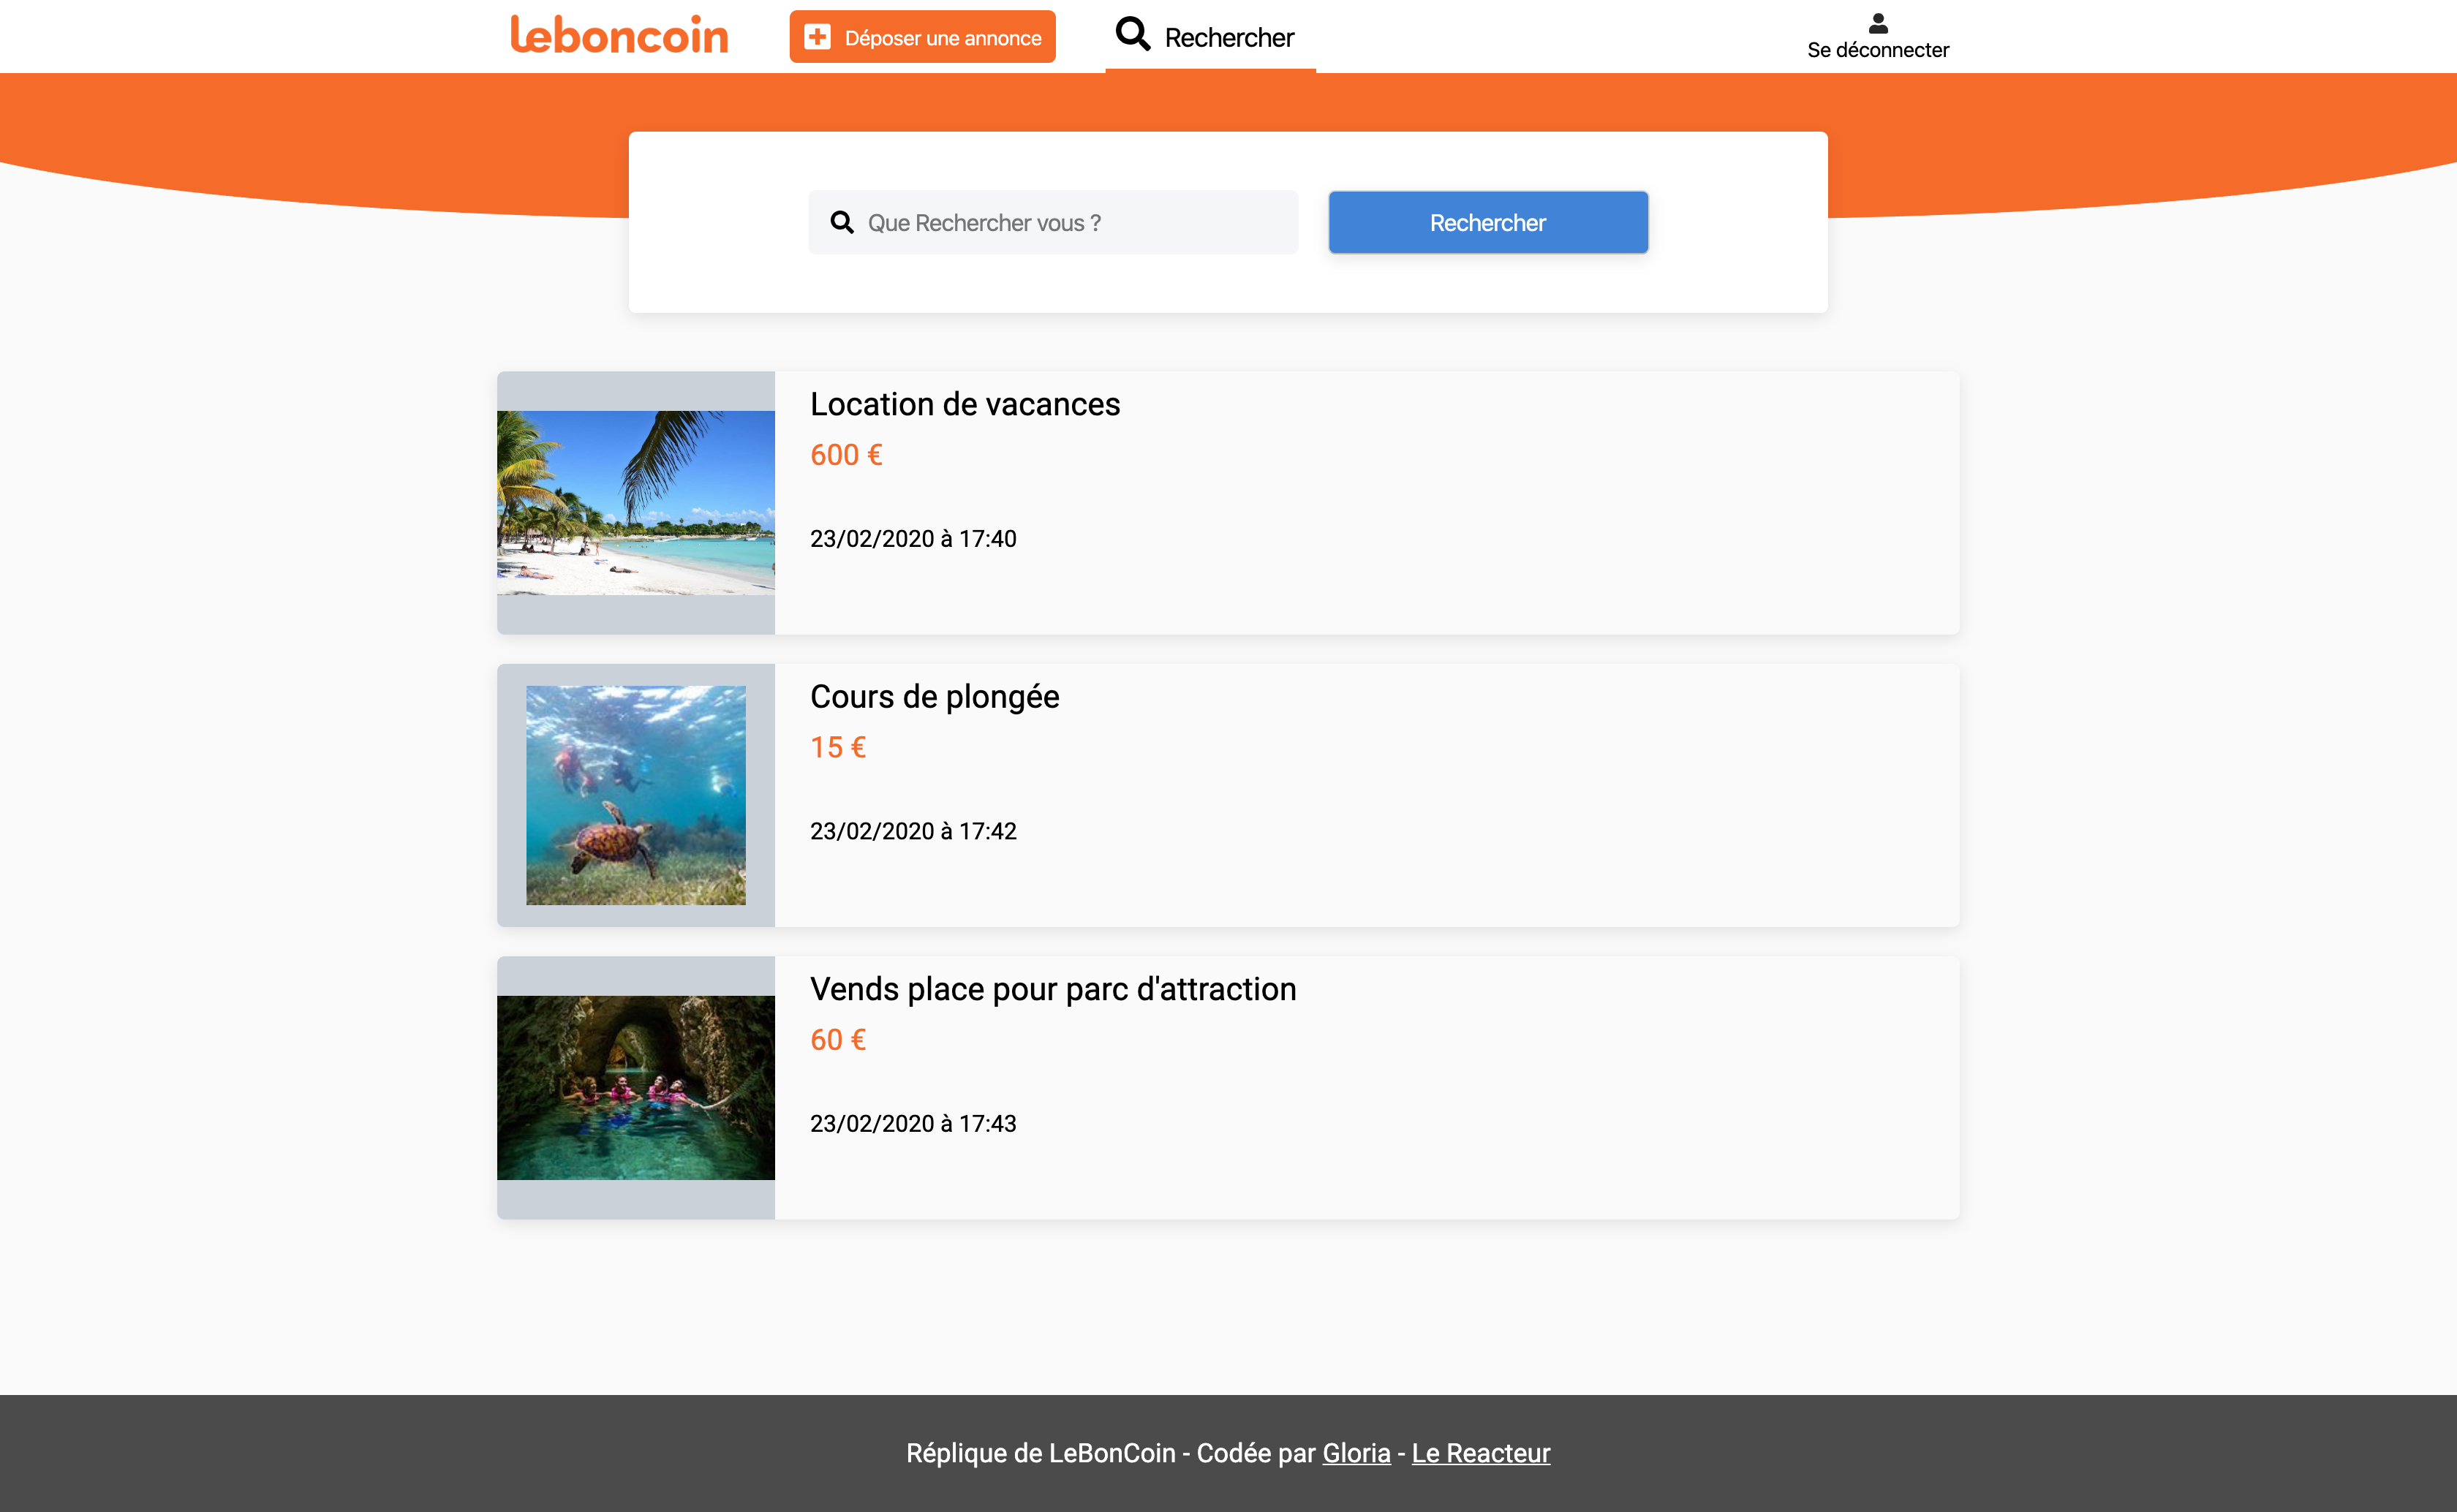 leboncoin
Déposer une annonce
Rechercher
Se déconnecter
Que Rechercher vous ?
Rechercher
Location de vacances
600 €
23/02/2020 à 17:40
Cours de plongée
15 €
23/02/2020 à 17:42
Vends place pour parc d'attraction
60 €
23/02/2020 à 17:43
Réplique de LeBonCoin - Codée par Gloria - Le Reacteur